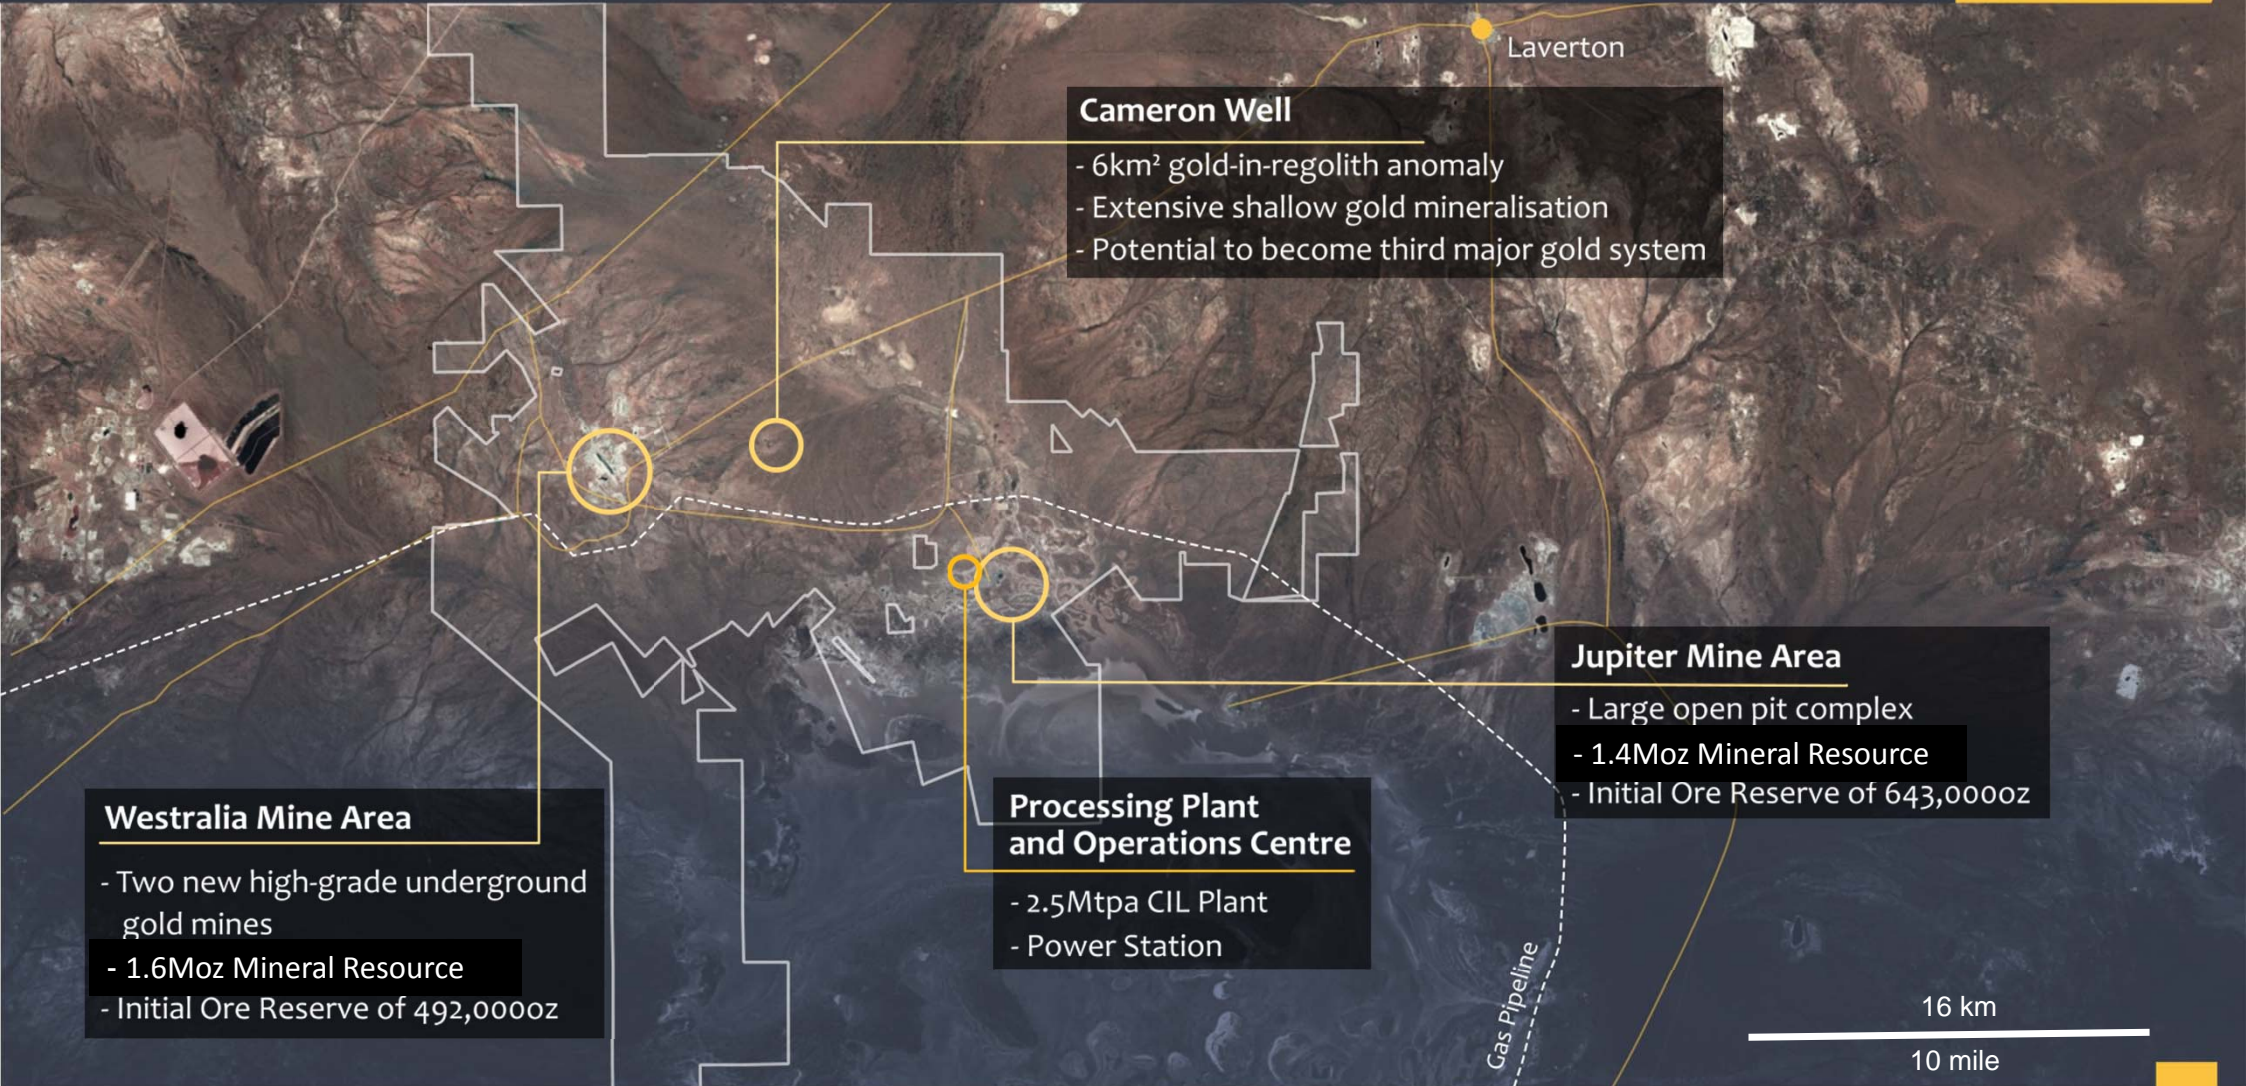 Laverton
Cameron Well
- 6km² gold-in-regolith anomaly
- Extensive shallow gold mineralisation
- Potential to become third major gold system
Jupiter Mine Area
- Large open pit complex
- 1.4Moz Mineral Resource
- Initial Ore Reserve of 643,000oz
Processing Plant
and Operations Centre
- 2.5Mtpa CIL Plant
- Power Station
Westralia Mine Area
- Two new high-grade underground
gold mines
- 1.6Moz Mineral Resource
- Initial Ore Reserve of 492,000oz
Gas Pipeline
16 km
10 mile